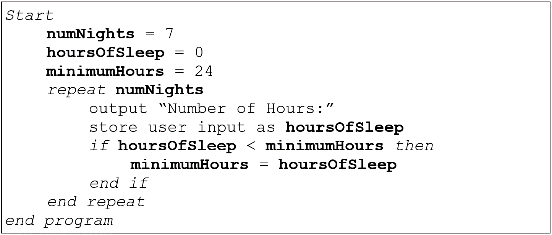 Start
numNights = 7
hoursOfSleep = 0
minimumHours = 24
repeat numNights
output “Number of Hours:”
store user input as hoursOfSleep
if hoursOfSleep < minimumHours then
minimumHours = hoursOfSleep
end if
end repeat
end program